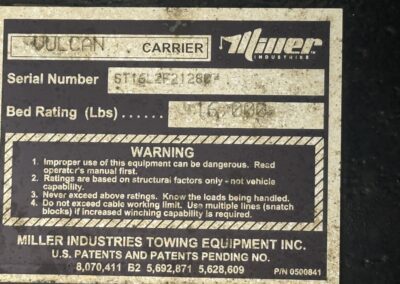 VULCAN CARRIER Miller
INDUSTRIES
Serial Number
Bed Rating (Lbs) ----- 16,000
WARNING
1. Improper use of this equipment can be dangerous. Read
operator's manual first.
2. Ratings are based on structural factors only - not vehicle
capability.
3. Never exceed above ratings. Know the loads being handled.
4. Do not exceed cable working limit. Use multiple lines (snatch
blocks) if increased winching capability is required.
MILLER INDUSTRIES TOWING EQUIPMENT INC.
U.S. PATENTS AND PATENTS PENDING NO.
8,070,411 B2 5,692,871 5,628,609
P/N 0500841